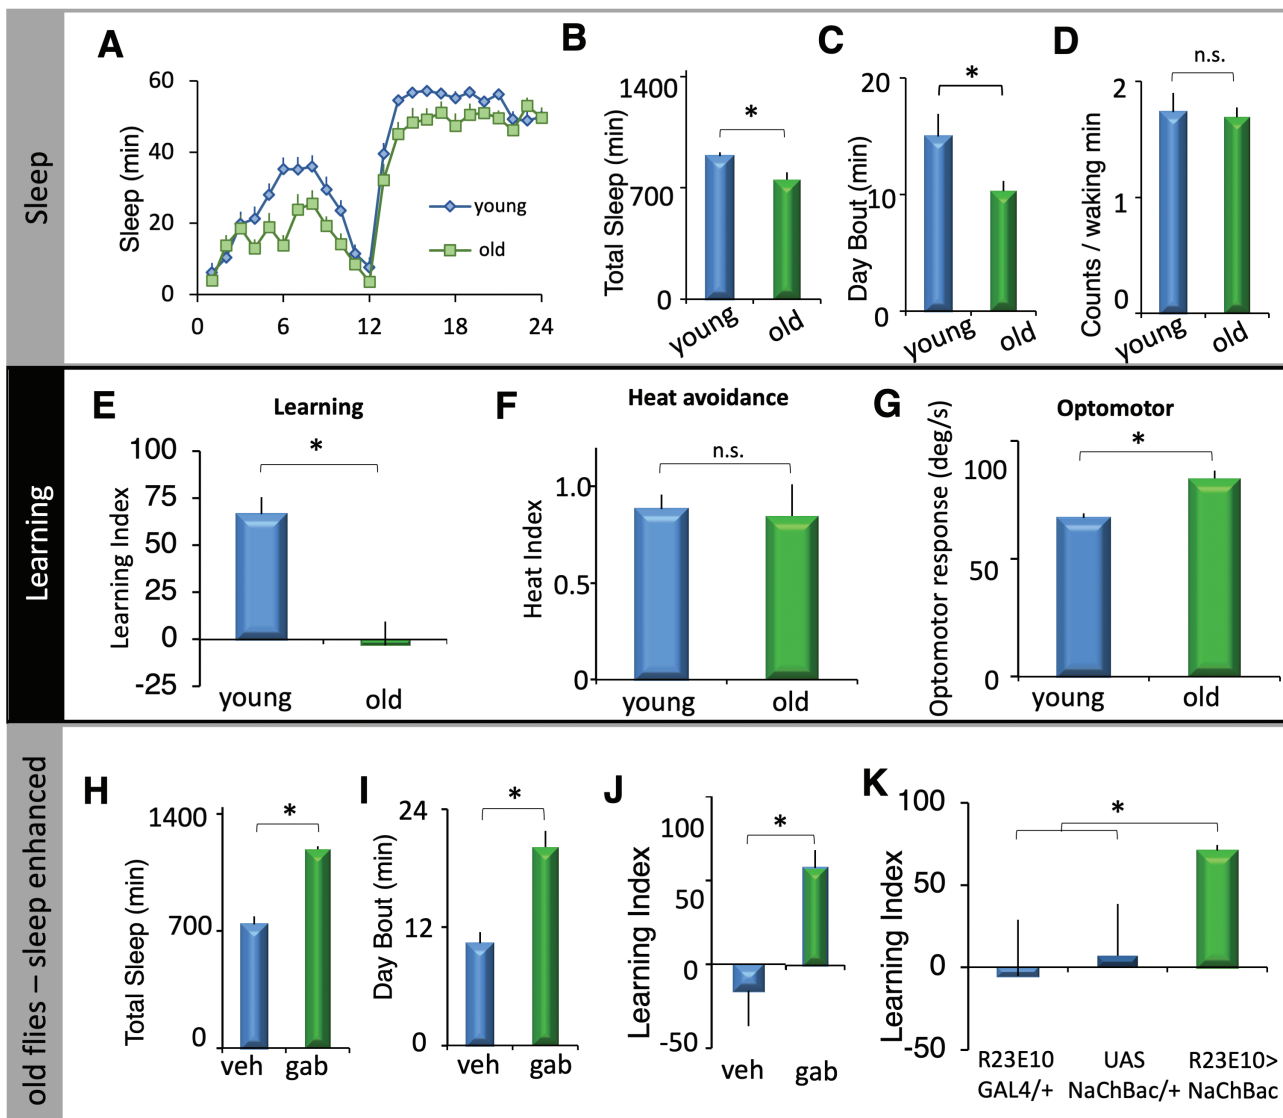 Sleep
A
Sleep (min)
60
40
20
0
0
6
12
18
24
young
old
B
Total Sleep (min)
1400
700
0
*
young
old
C
Day Bout (min)
20
10
0
*
young
old
D
Counts / waking min
2
1
0
n.s.
young
old
Learning
E
Learning
Learning Index
100
75
50
25
0
-25
*
young
old
F
Heat avoidance
Heat Index
1.0
0.5
0
n.s.
young
old
G
Optomotor
Optomotor response (deg/s)
100
50
0
*
young
old
old flies – sleep enhanced
H
Total Sleep (min)
1400
700
0
*
veh
gab
I
Day Bout (min)
24
12
0
*
veh
gab
J
Learning Index
100
50
0
-50
*
veh
gab
K
Learning Index
100
50
0
-50
*
R23E10
GAL4/+
UAS
NaChBac/+
R23E10>
NaChBac